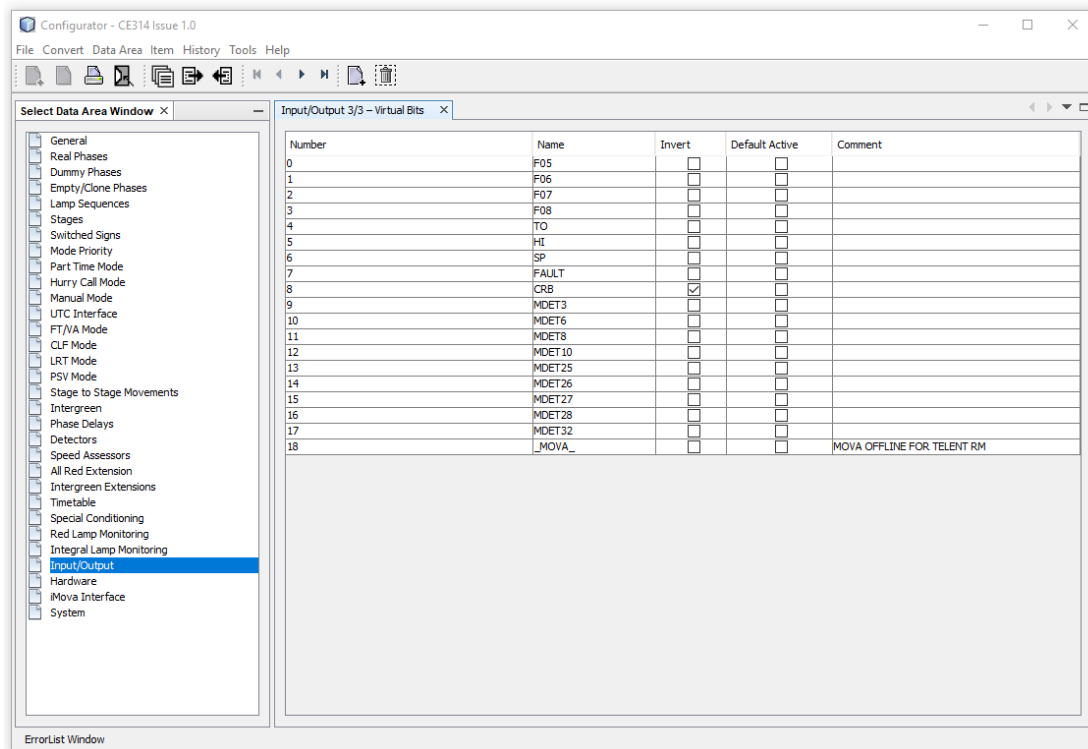 Configurator - CE314 Issue 1.0
File Convert Data Area Item History Tools Help
Select Data Area Window
General
Real Phases
Dummy Phases
Empty/Clone Phases
Lamp Sequences
Stages
Switched Signs
Mode Priority
Part Time Mode
Hurry Call Mode
Manual Mode
UTC Interface
FT/VA Mode
CLF Mode
LRT Mode
PSV Mode
Stage to Stage Movements
Intergreen
Phase Delays
Detectors
Speed Assessors
All Red Extension
Intergreen Extensions
Timetable
Special Conditioning
Red Lamp Monitoring
Integral Lamp Monitoring
Input/Output
Hardware
iMova Interface
System
Input/Output 3/3 – Virtual Bits
Number Name Invert Default Active Comment
0 F05
1 F06
2 F07
3 F08
4 TO
5 HI
6 SP
7 FAULT
8 CRB
9 MDET3
10 MDET6
11 MDET8
12 MDET10
13 MDET25
14 MDET26
15 MDET27
16 MDET28
17 MDET32
18 _MOVA_ MOVA OFFLINE FOR TELENT RM
ErrorList Window